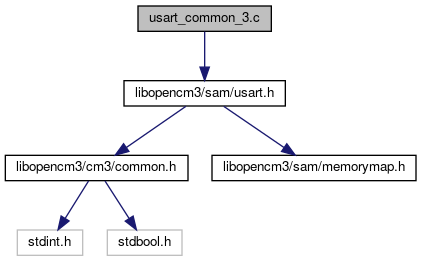 usart_common_3.c
libopencm3/sam/usart.h
libopencm3/cm3/common.h
libopencm3/sam/memorymap.h
stdint.h
stdbool.h